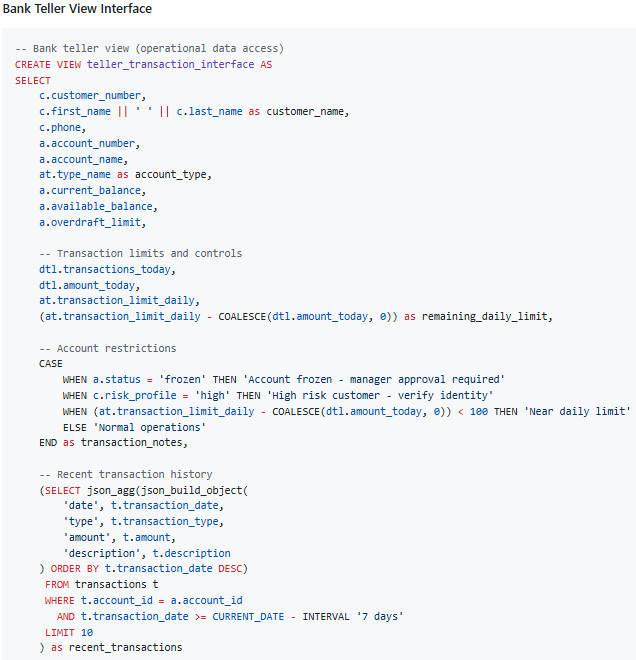 Bank Teller View Interface
-- Bank teller view (operational data access)
CREATE VIEW teller_transaction_interface AS
SELECT
    c.customer_number,
    c.first_name || ' ' || c.last_name as customer_name,
    c.phone,
    a.account_number,
    a.account_name,
    at.type_name as account_type,
    a.current_balance,
    a.available_balance,
    a.overdraft_limit,
    -- Transaction limits and controls
    dtl.transactions_today,
    dtl.amount_today,
    at.transaction_limit_daily,
    (at.transaction_limit_daily - COALESCE(dtl.amount_today, 0)) as remaining_daily_limit,
    -- Account restrictions
    CASE
        WHEN a.status = 'frozen' THEN 'Account frozen - manager approval required'
        WHEN c.risk_profile = 'high' THEN 'High risk customer - verify identity'
        WHEN (at.transaction_limit_daily - COALESCE(dtl.amount_today, 0)) < 100 THEN 'Near daily limit'
        ELSE 'Normal operations'
    END as transaction_notes,
    -- Recent transaction history
    (SELECT json_agg(json_build_object(
        'date', t.transaction_date,
        'type', t.transaction_type,
        'amount', t.amount,
        'description', t.description
    ) ORDER BY t.transaction_date DESC)
     FROM transactions t
     WHERE t.account_id = a.account_id
       AND t.transaction_date >= CURRENT_DATE - INTERVAL '7 days'
     LIMIT 10
    ) as recent_transactions